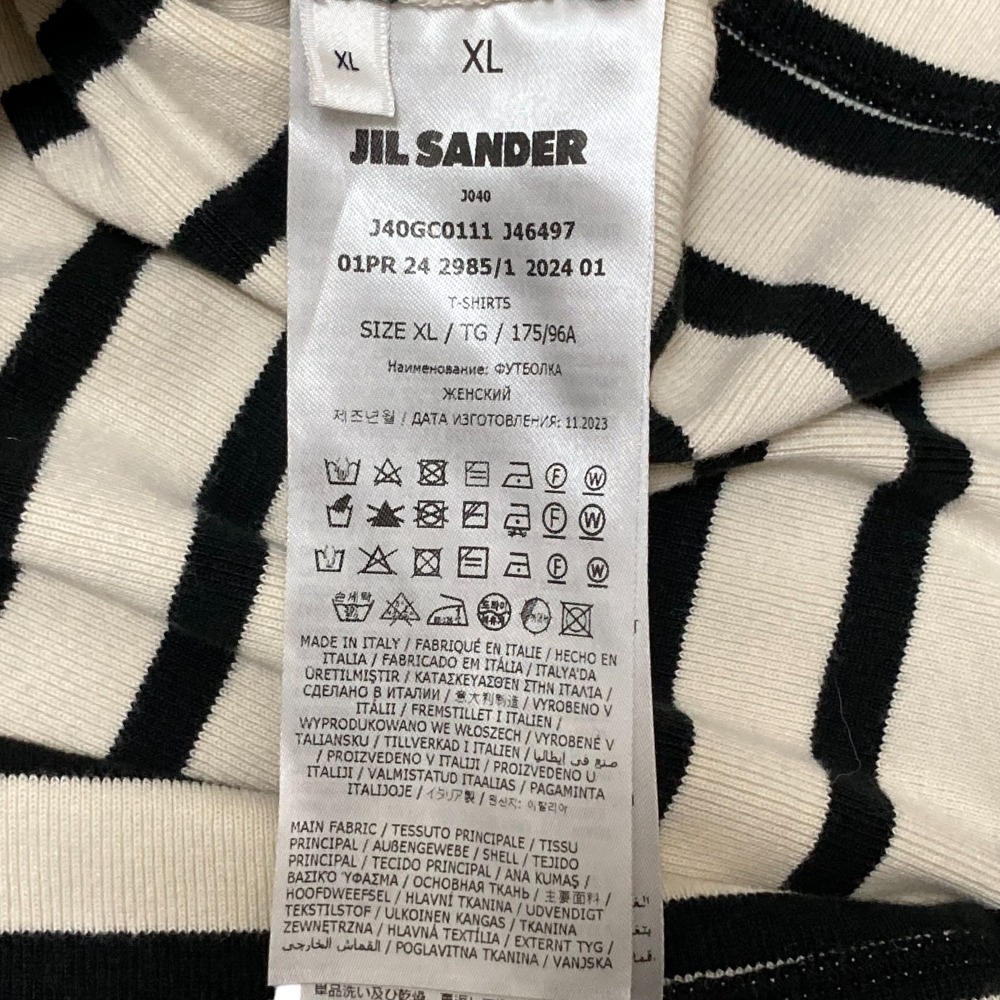 XL
XL
JIL SANDER
J040
J40GC0111 J46497
01PR 24 2985/1 2024 01
T-SHIRTS
SIZE XL / TG / 175/96A
Наименование: ФУТБОЛКА
ЖЕНСКИЙ
제조년월 / ДАТА ИЗГОТОВЛЕНИЯ: 11.2023
F W
F W
F W
손세탁
MADE IN ITALY / FABRIQUÉ EN ITALIE / HECHO EN
ITALIA / FABRICADO EM ITÁLIA / ITALYA'DA
ÜRETILMIŞTIR / ΚΑΤΑΣΚΕΥΑΣΘΕΝ ΣΤΗΝ ΙΤΑΛΙΑ /
СДЕЛАНО В ИТАЛИИ / 意大利制造 / VYROBENO V
ITÁLII / FREMSTILLET I ITALIEN /
WYPRODUKOWANO WE WŁOSZECH / VYROBENÉ V
TALIANSKU / TILLVERKAD I ITALIEN / صنع في إيطاليا
/ PROIZVEDENO V ITALIJI / PROIZVEDENO U
ITALIJI / VALMISTATUD ITAALIAS / PAGAMINTA
ITALIJOJE / イタリア製 / 원산지: 이탈리아
MAIN FABRIC / TESSUTO PRINCIPALE / TISSU
PRINCIPAL / AUßENGEWEBE / SHELL / TEJIDO
PRINCIPAL / TECIDO PRINCIPAL / ANA KUMAŞ /
ΒΑΣΙΚΌ ΎΦΑΣΜΑ / ОСНОВНАЯ ТКАНЬ / 主要面料 /
HOOFDWEEFSEL / HLAVNÍ TKANINA / UDVENDIGT
TEKSTILSTOF / ULKOINEN KANGAS / TKANINA
ZEWNĘTRZNA / HLAVNÁ TEXTÍLIA / EXTERNT TYG /
القماش الخارجي / POGLAVITNA TKANINA / VANJSKA